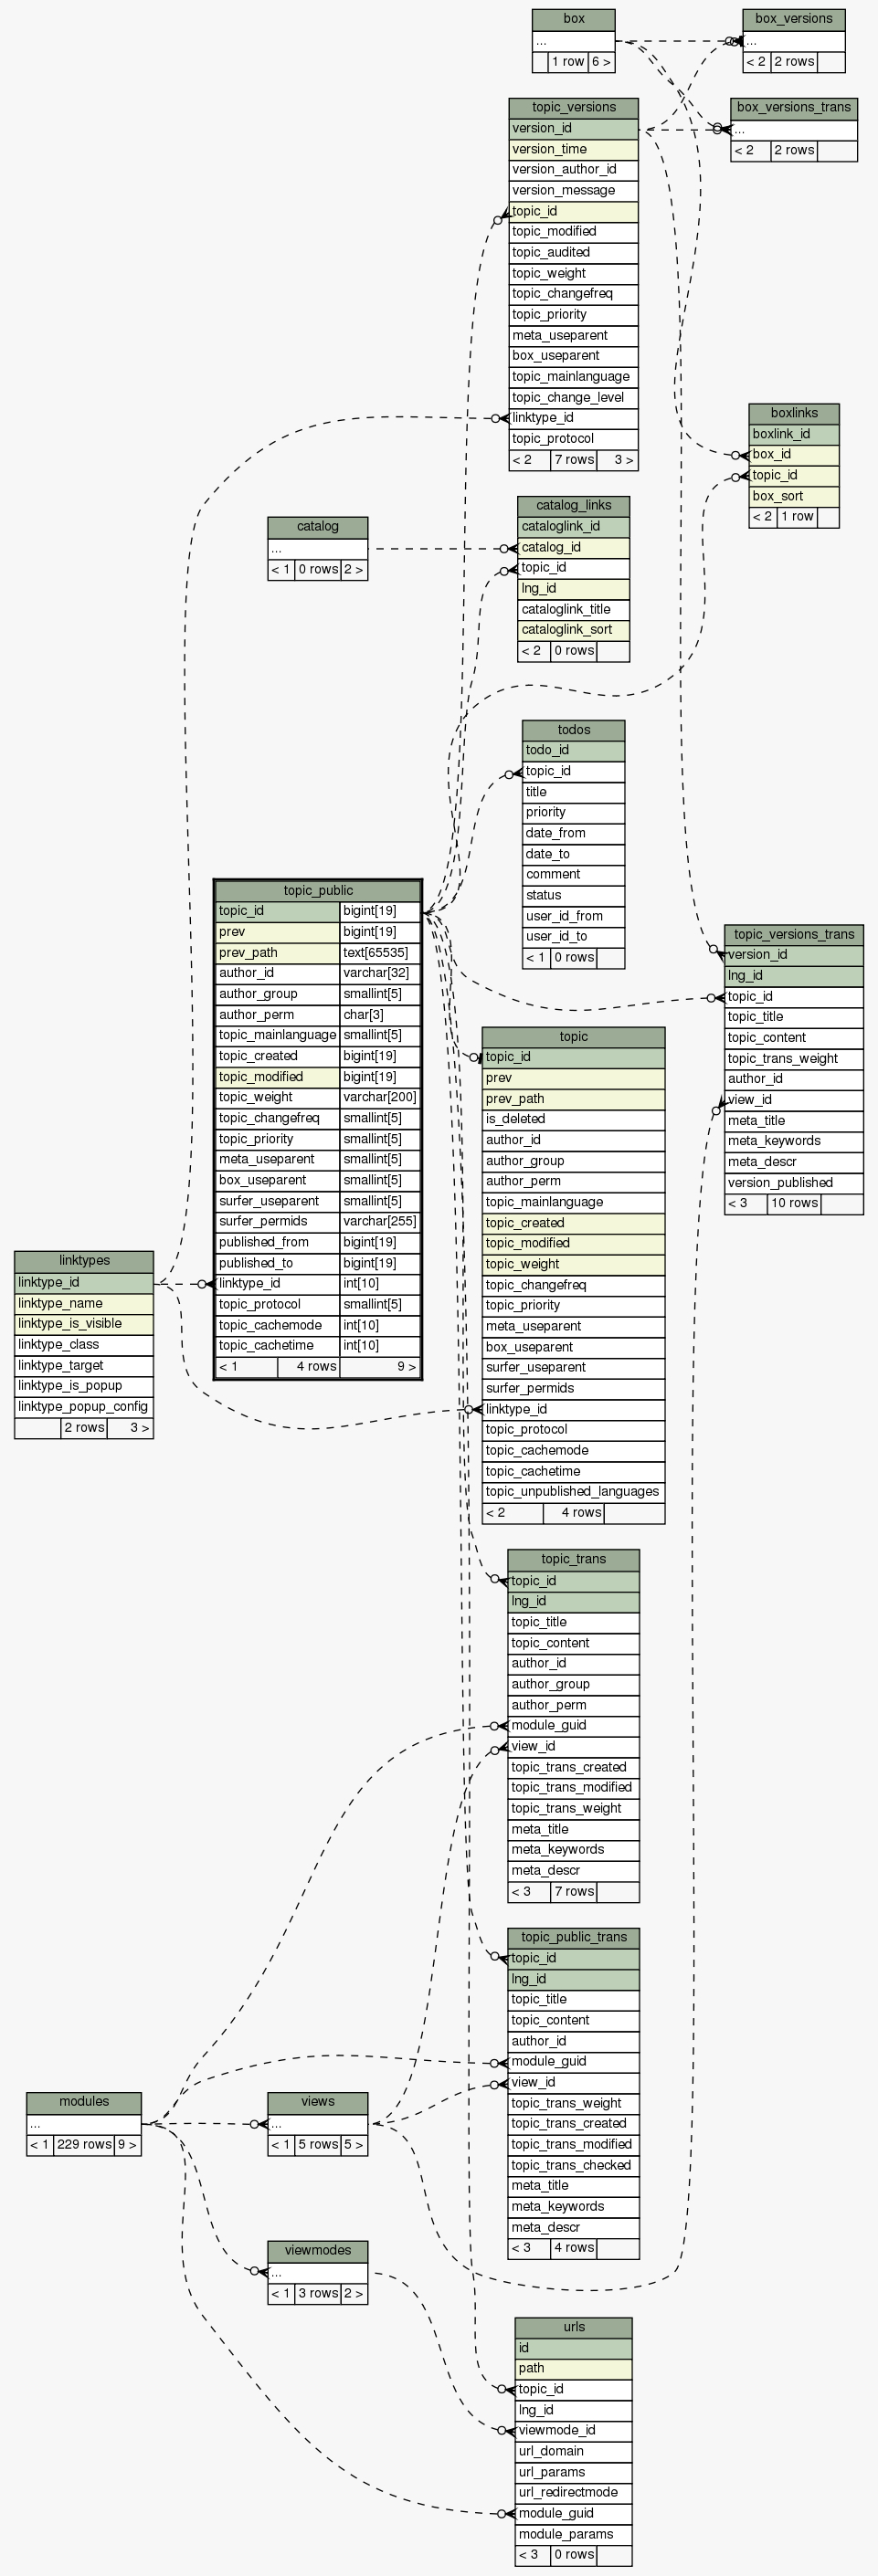 box
...
1 row 6 >
box_versions
...
< 2 2 rows
topic_versions
version_id
version_time
version_author_id
version_message
topic_id
topic_modified
topic_audited
topic_weight
topic_changefreq
topic_priority
meta_useparent
box_useparent
topic_mainlanguage
topic_change_level
linktype_id
topic_protocol
< 2 7 rows 3 >
box_versions_trans
...
< 2 2 rows
boxlinks
boxlink_id
box_id
topic_id
box_sort
< 2 1 row
catalog
...
< 1 0 rows 2 >
catalog_links
cataloglink_id
catalog_id
topic_id
lng_id
cataloglink_title
cataloglink_sort
< 2 0 rows
todos
todo_id
topic_id
title
priority
date_from
date_to
comment
status
user_id_from
user_id_to
< 1 0 rows
topic_public
topic_id bigint[19]
prev bigint[19]
prev_path text[65535]
author_id varchar[32]
author_group smallint[5]
author_perm char[3]
topic_mainlanguage smallint[5]
topic_created bigint[19]
topic_modified bigint[19]
topic_weight varchar[200]
topic_changefreq smallint[5]
topic_priority smallint[5]
meta_useparent smallint[5]
box_useparent smallint[5]
surfer_useparent smallint[5]
surfer_permids varchar[255]
published_from bigint[19]
published_to bigint[19]
linktype_id int[10]
topic_protocol smallint[5]
topic_cachemode int[10]
topic_cachetime int[10]
< 1 4 rows 9 >
topic_versions_trans
version_id
lng_id
topic_id
topic_title
topic_content
topic_trans_weight
author_id
view_id
meta_title
meta_keywords
meta_descr
version_published
< 3 10 rows
topic
topic_id
prev
prev_path
is_deleted
author_id
author_group
author_perm
topic_mainlanguage
topic_created
topic_modified
topic_weight
topic_changefreq
topic_priority
meta_useparent
box_useparent
surfer_useparent
surfer_permids
linktype_id
topic_protocol
topic_cachemode
topic_cachetime
topic_unpublished_languages
< 2 4 rows
linktypes
linktype_id
linktype_name
linktype_is_visible
linktype_class
linktype_target
linktype_is_popup
linktype_popup_config
2 rows 3 >
topic_trans
topic_id
lng_id
topic_title
topic_content
author_id
author_group
author_perm
module_guid
view_id
topic_trans_created
topic_trans_modified
topic_trans_weight
meta_title
meta_keywords
meta_descr
< 3 7 rows
topic_public_trans
topic_id
lng_id
topic_title
topic_content
author_id
module_guid
view_id
topic_trans_weight
topic_trans_created
topic_trans_modified
topic_trans_checked
meta_title
meta_keywords
meta_descr
< 3 4 rows
modules
...
< 1 229 rows 9 >
views
...
< 1 5 rows 5 >
viewmodes
...
< 1 3 rows 2 >
urls
id
path
topic_id
lng_id
viewmode_id
url_domain
url_params
url_redirectmode
module_guid
module_params
< 3 0 rows